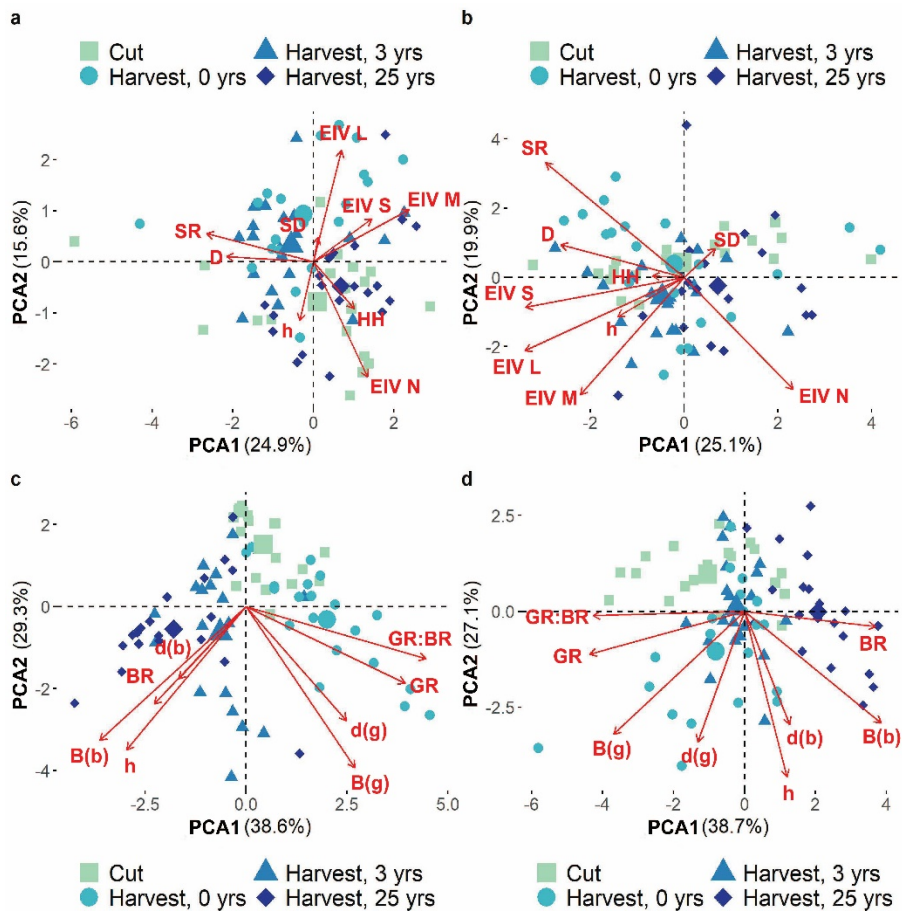 a
Cut
Harvest, 3 yrs
Harvest, 0 yrs
Harvest, 25 yrs
EIV L
EIV M
EIV S
SD
SR
D
HH
h
EIV N
2
1
0
-1
-2
-6
-4
-2
0
2
PCA2 (15.6%)
PCA1 (24.9%)
b
Cut
Harvest, 3 yrs
Harvest, 0 yrs
Harvest, 25 yrs
SR
D
SD
HH
EIV S
h
EIV L
EIV M
EIV N
4
2
0
-2
-2
0
2
4
PCA2 (19.9%)
PCA1 (25.1%)
c
d(b)
BR
B(b)
h
GR:BR
GR
d(g)
B(g)
2
0
-2
-4
-2.5
0.0
2.5
5.0
PCA2 (29.3%)
PCA1 (38.6%)
Cut
Harvest, 3 yrs
Harvest, 0 yrs
Harvest, 25 yrs
d
GR:BR
GR
BR
B(g)
d(g)
d(b)
B(b)
h
2.5
0.0
-2.5
-6
-4
-2
0
2
4
PCA2 (27.1%)
PCA1 (38.7%)
Cut
Harvest, 3 yrs
Harvest, 0 yrs
Harvest, 25 yrs